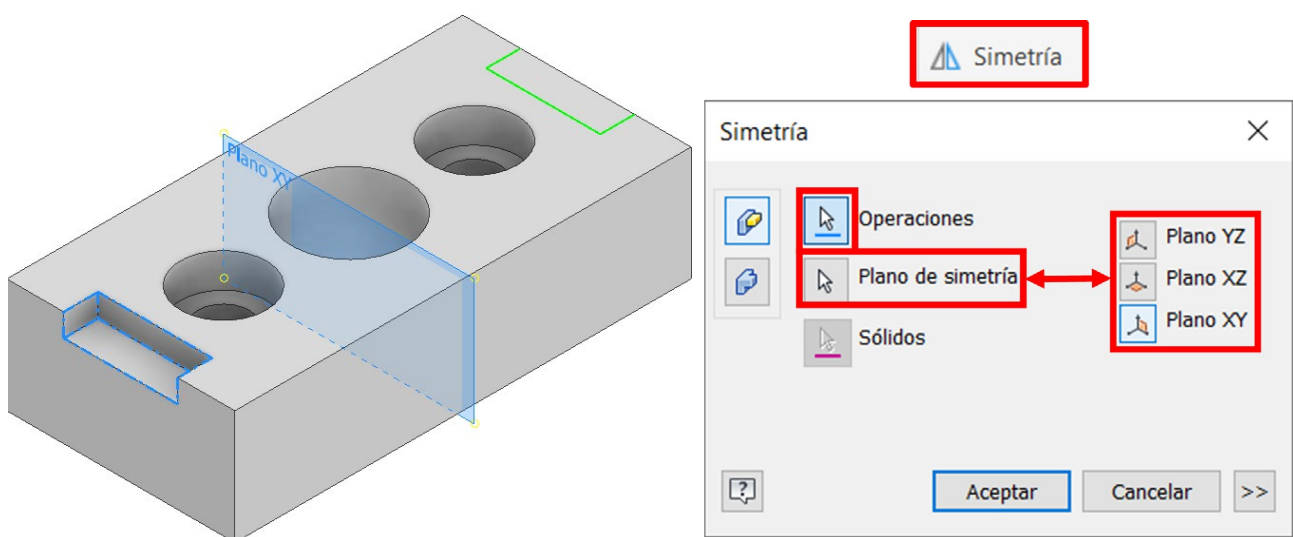 Simetría
Plano XY
Simetría
Operaciones
Plano de simetría
Sólidos
Plano YZ
Plano XZ
Plano XY
?
Aceptar
Cancelar
>>